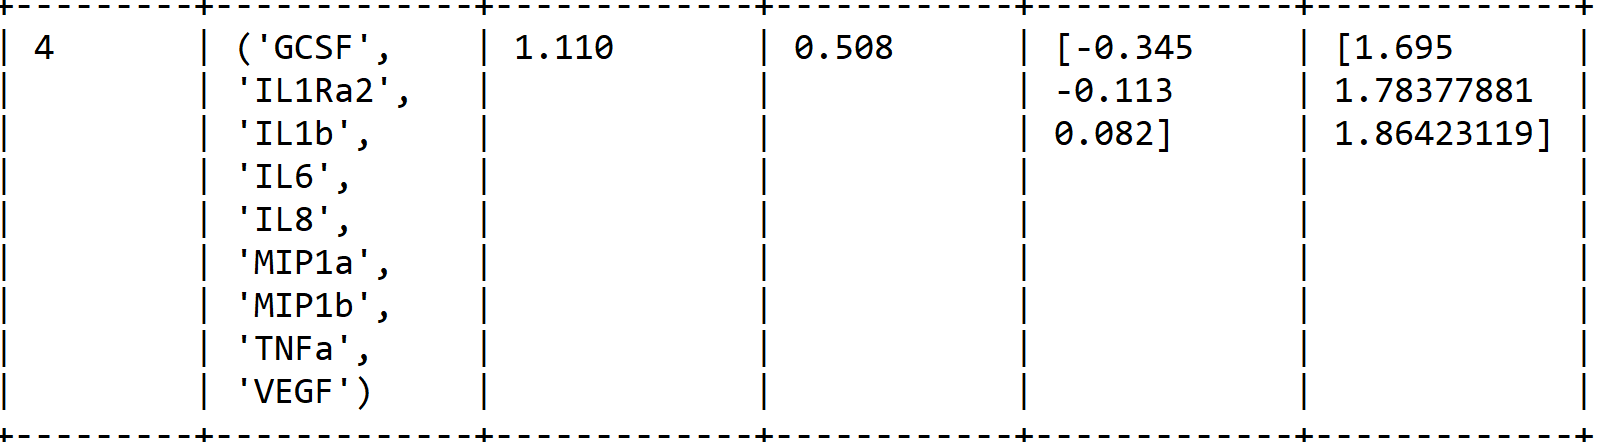 +---------+-------------+-------------+------------+-------------+-------------+
| 4       | ('GCSF',    | 1.110       | 0.508      | [-0.345     | [1.695      |
|         | 'IL1Ra2',   |             |            | -0.113      | 1.78377881  |
|         | 'IL1b',     |             |            | 0.082]      | 1.86423119] |
|         | 'IL6',      |             |            |             |             |
|         | 'IL8',      |             |            |             |             |
|         | 'MIP1a',    |             |            |             |             |
|         | 'MIP1b',    |             |            |             |             |
|         | 'TNFa',     |             |            |             |             |
|         | 'VEGF')     |             |            |             |             |
+---------+-------------+-------------+------------+-------------+-------------+